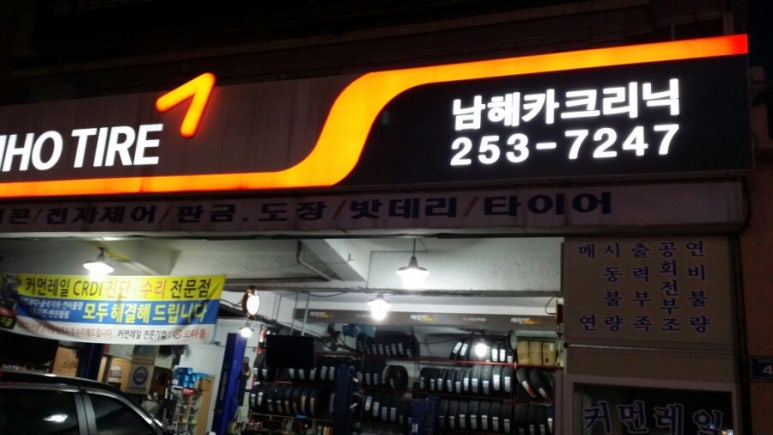 HO TIRE
남해카크리닉
253-7247
콘/전자제어/판금.도장/밧데리/타이어
커먼레일 CRDI 진단·수리 전문점
모두 해결해 드립니다
매 시 출 공 연
동 력 회 비
불 부 전 불
연 량 족 부 조 량
커먼레일
4